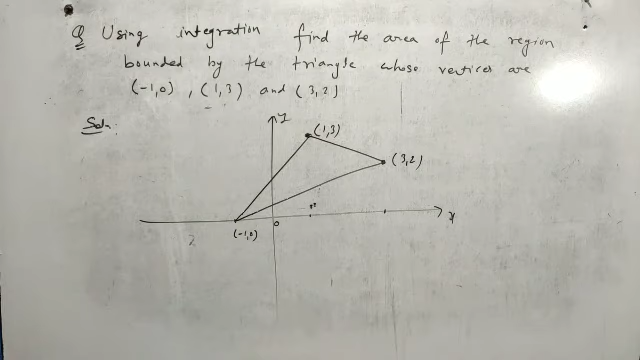 Q Using integration find the area of the region
bounded by the triangle whose vertices are
(-1,0) , (1,3) and (3,2)
Soln:
y
(1,3)
(3,2)
x
(-1,0)
0